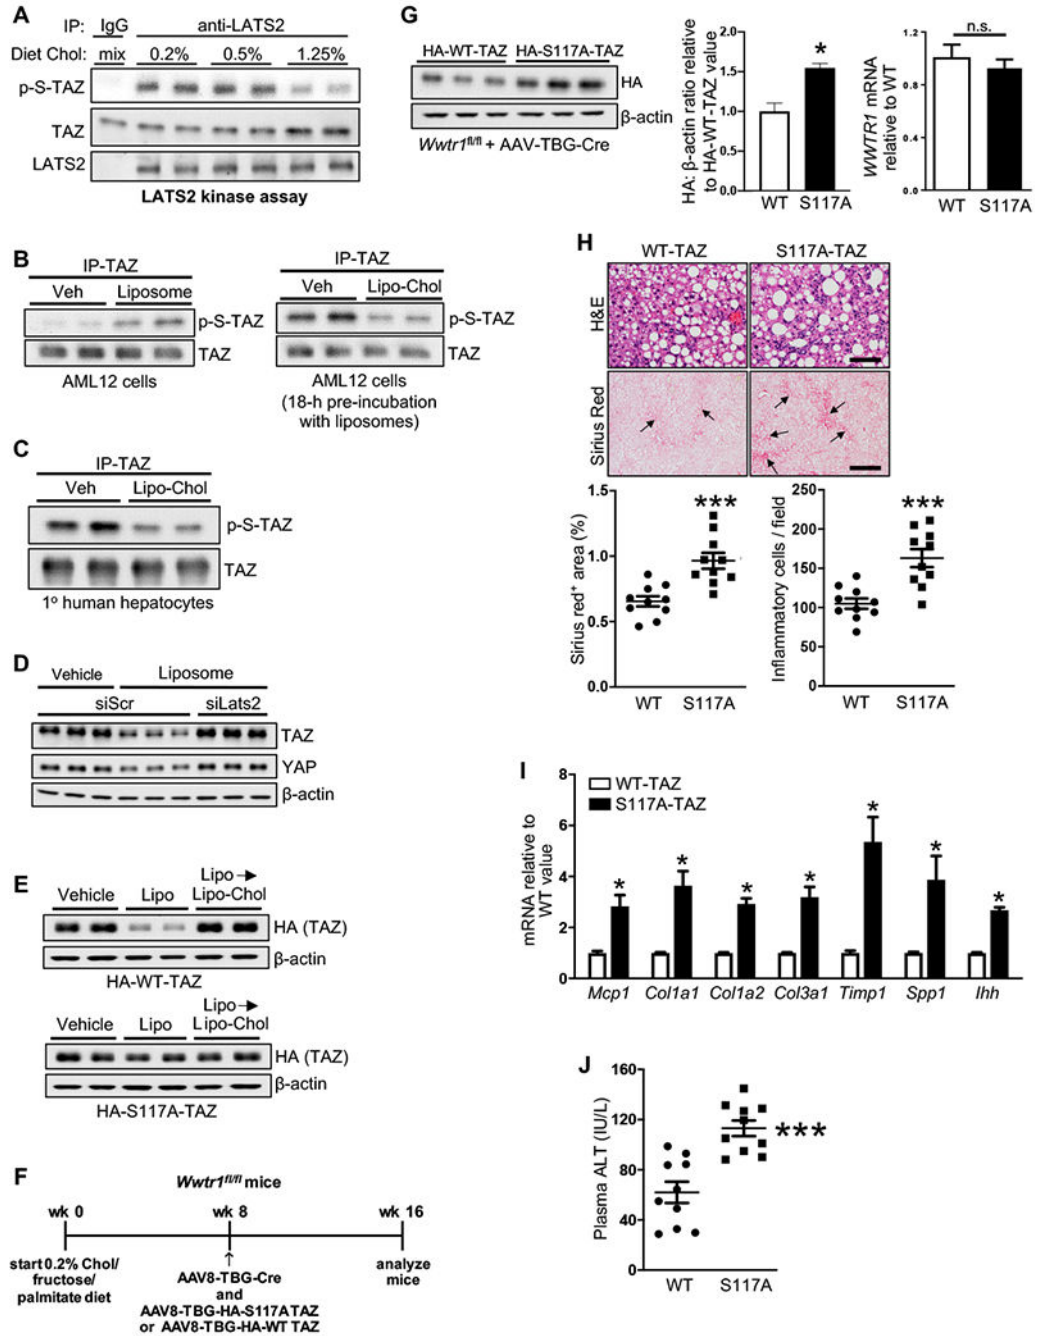 A
IP: IgG anti-LATS2
Diet Chol: mix 0.2% 0.5% 1.25%
p-S-TAZ
TAZ
LATS2
LATS2 kinase assay
B
IP-TAZ
Veh Liposome
p-S-TAZ
TAZ
AML12 cells
IP-TAZ
Veh Lipo-Chol
p-S-TAZ
TAZ
AML12 cells
(18-h pre-incubation
with liposomes)
C
IP-TAZ
Veh Lipo-Chol
p-S-TAZ
TAZ
1º human hepatocytes
D
Vehicle Liposome
siScr siLats2
TAZ
YAP
β-actin
E
Lipo→
Vehicle Lipo Lipo-Chol
HA (TAZ)
β-actin
HA-WT-TAZ
Lipo→
Vehicle Lipo Lipo-Chol
HA (TAZ)
β-actin
HA-S117A-TAZ
F
Wwtr1fl/fl mice
wk 0 wk 8 wk 16
start 0.2% Chol/
fructose/
palmitate diet
↑
AAV8-TBG-Cre
and
AAV8-TBG-HA-S117A TAZ
or AAV8-TBG-HA-WT TAZ
analyze
mice
G
HA-WT-TAZ HA-S117A-TAZ
HA
β-actin
Wwtr1fl/fl + AAV-TBG-Cre
HA: β-actin ratio relative
to HA-WT-TAZ value
2.0
1.5
1.0
0.5
0.0
*
WT S117A
WWTR1 mRNA
relative to WT
1.2
0.8
0.4
0.0
n.s.
WT S117A
H
WT-TAZ S117A-TAZ
H&E
Sirius Red
Sirius red+ area (%)
1.5
1.0
0.5
0.0
***
WT S117A
Inflammatory cells / field
250
200
150
100
50
0
***
WT S117A
I
mRNA relative to
WT value
8
6
4
2
0
WT-TAZ
S117A-TAZ
* * * * * * *
Mcp1 Col1a1 Col1a2 Col3a1 Timp1 Spp1 Ihh
J
Plasma ALT (IU/L)
160
120
80
40
0
***
WT S117A